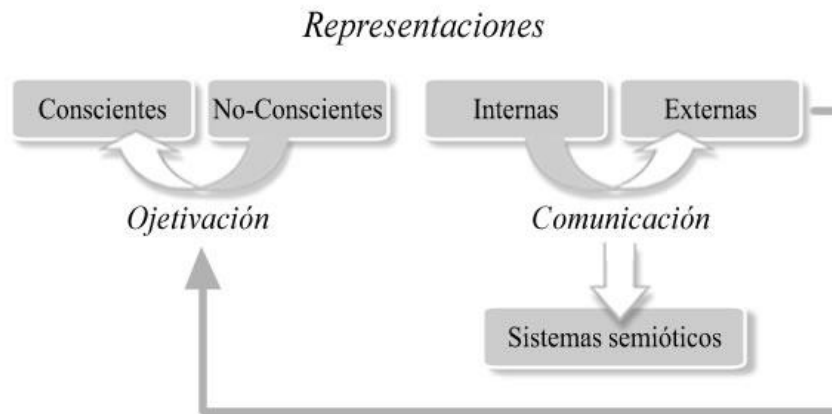 Representaciones
Conscientes No-Conscientes Internas Externas
Ojetivación Comunicación
Sistemas semióticos